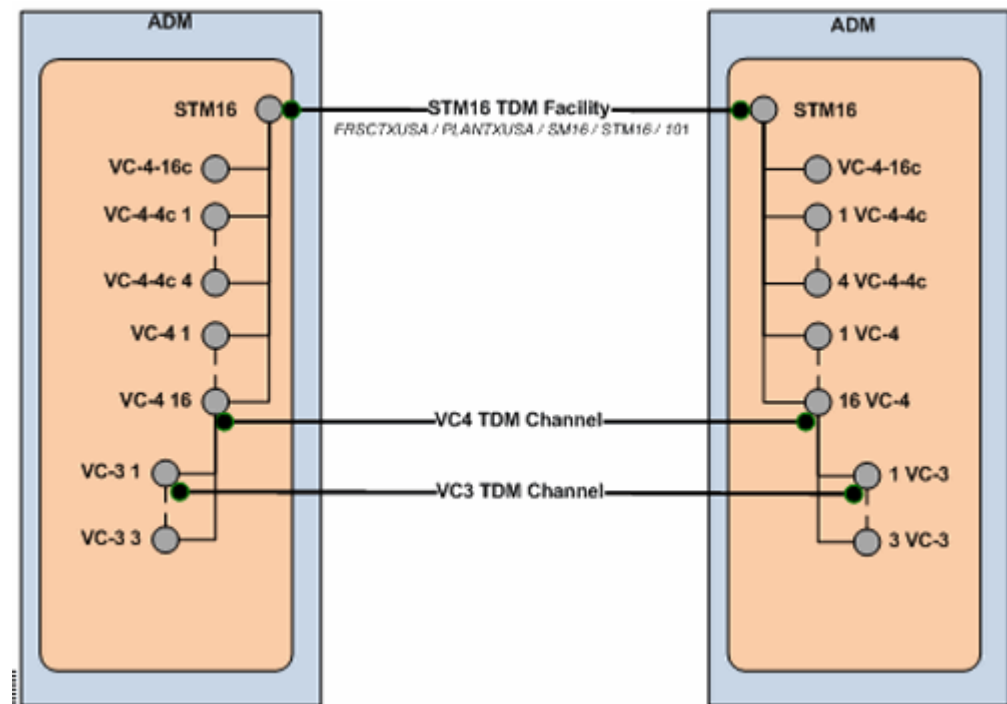 ADM
ADM
STM16
STM16 TDM Facility
STM16
FRSCTXUSA / PLANTXUSA / SM16 / STM16 / 101
VC-4-16c
VC-4-16c
VC-4-4c 1
1 VC-4-4c
VC-4-4c 4
4 VC-4-4c
VC-4 1
1 VC-4
VC-4 16
16 VC-4
VC4 TDM Channel
VC-3 1
1 VC-3
VC3 TDM Channel
VC-3 3
3 VC-3